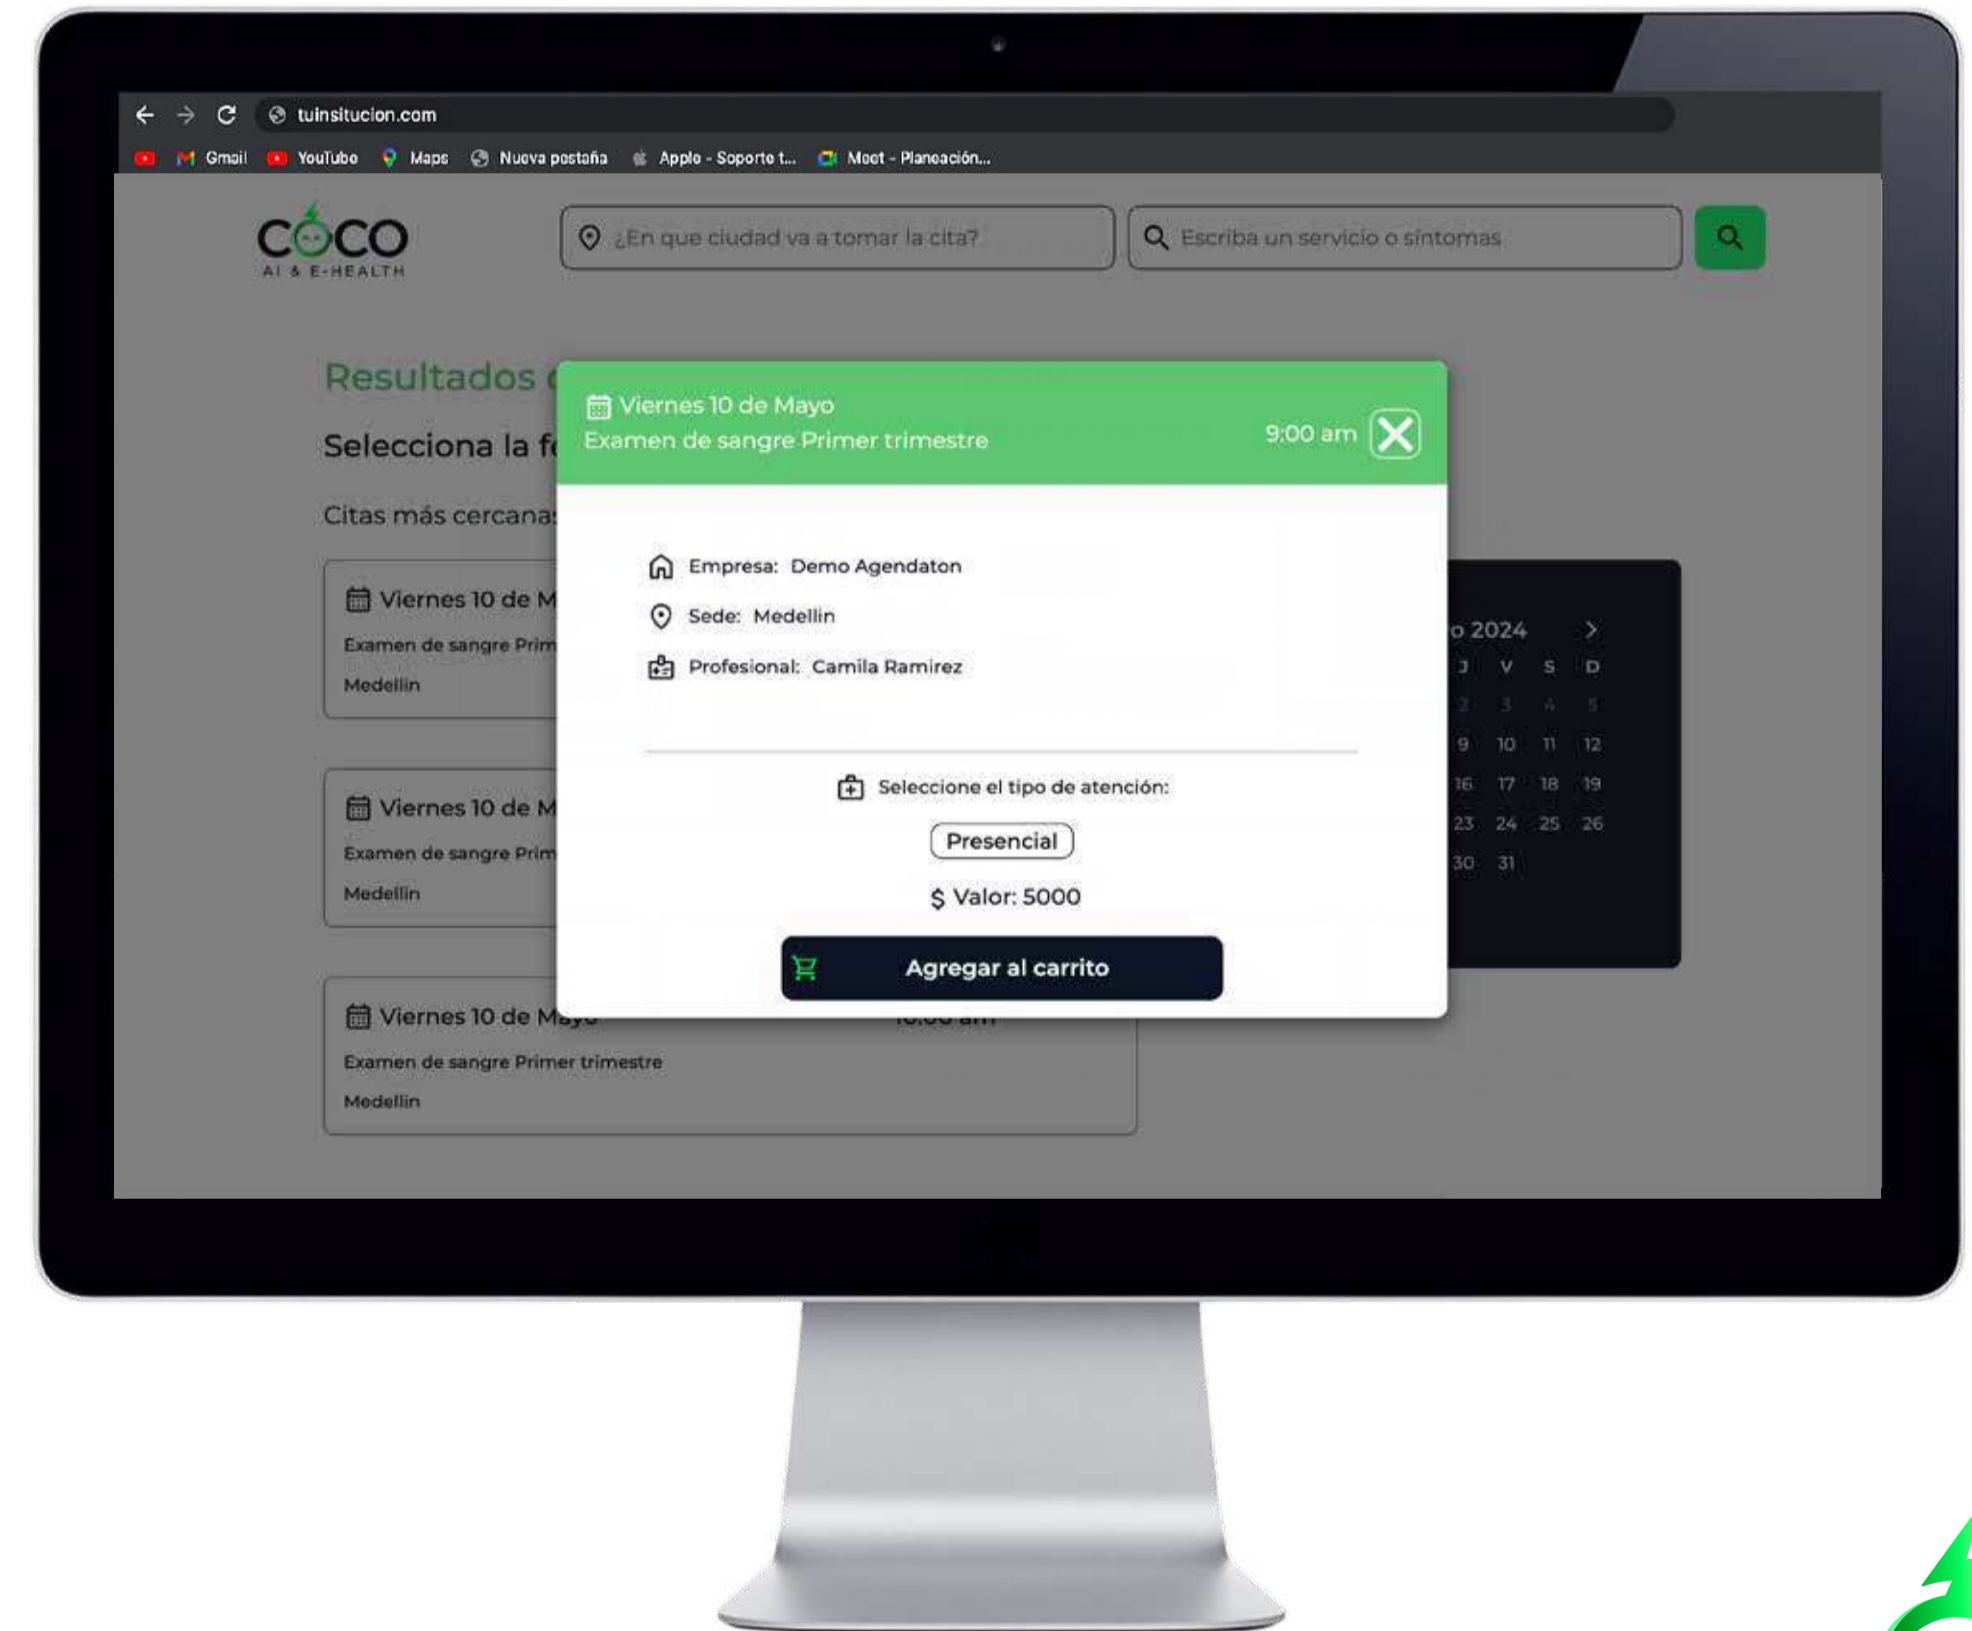 tuinsitucion.com
Gmail YouTube Maps Nueva pestaña Apple - Soporte t... Meet - Planeación...
COCO
AI & E-HEALTH
¿En que ciudad va a tomar la cita?
Escriba un servicio o síntomas
Resultados
Selecciona la
Citas más cercanas
Viernes 10 de Mayo
Examen de sangre Primer trimestre
9:00 am
Empresa: Demo Agendaton
Sede: Medellin
Profesional: Camila Ramirez
Seleccione el tipo de atención:
Presencial
$ Valor: 5000
Agregar al carrito
Viernes 10 de M
Examen de sangre Prim
Medellin
Viernes 10 de M
Examen de sangre Prim
Medellin
Viernes 10 de Mayo 10:00 am
Examen de sangre Primer trimestre
Medellin
o 2024 >
J V S D
2 3 4 5
9 10 11 12
16 17 18 19
23 24 25 26
30 31